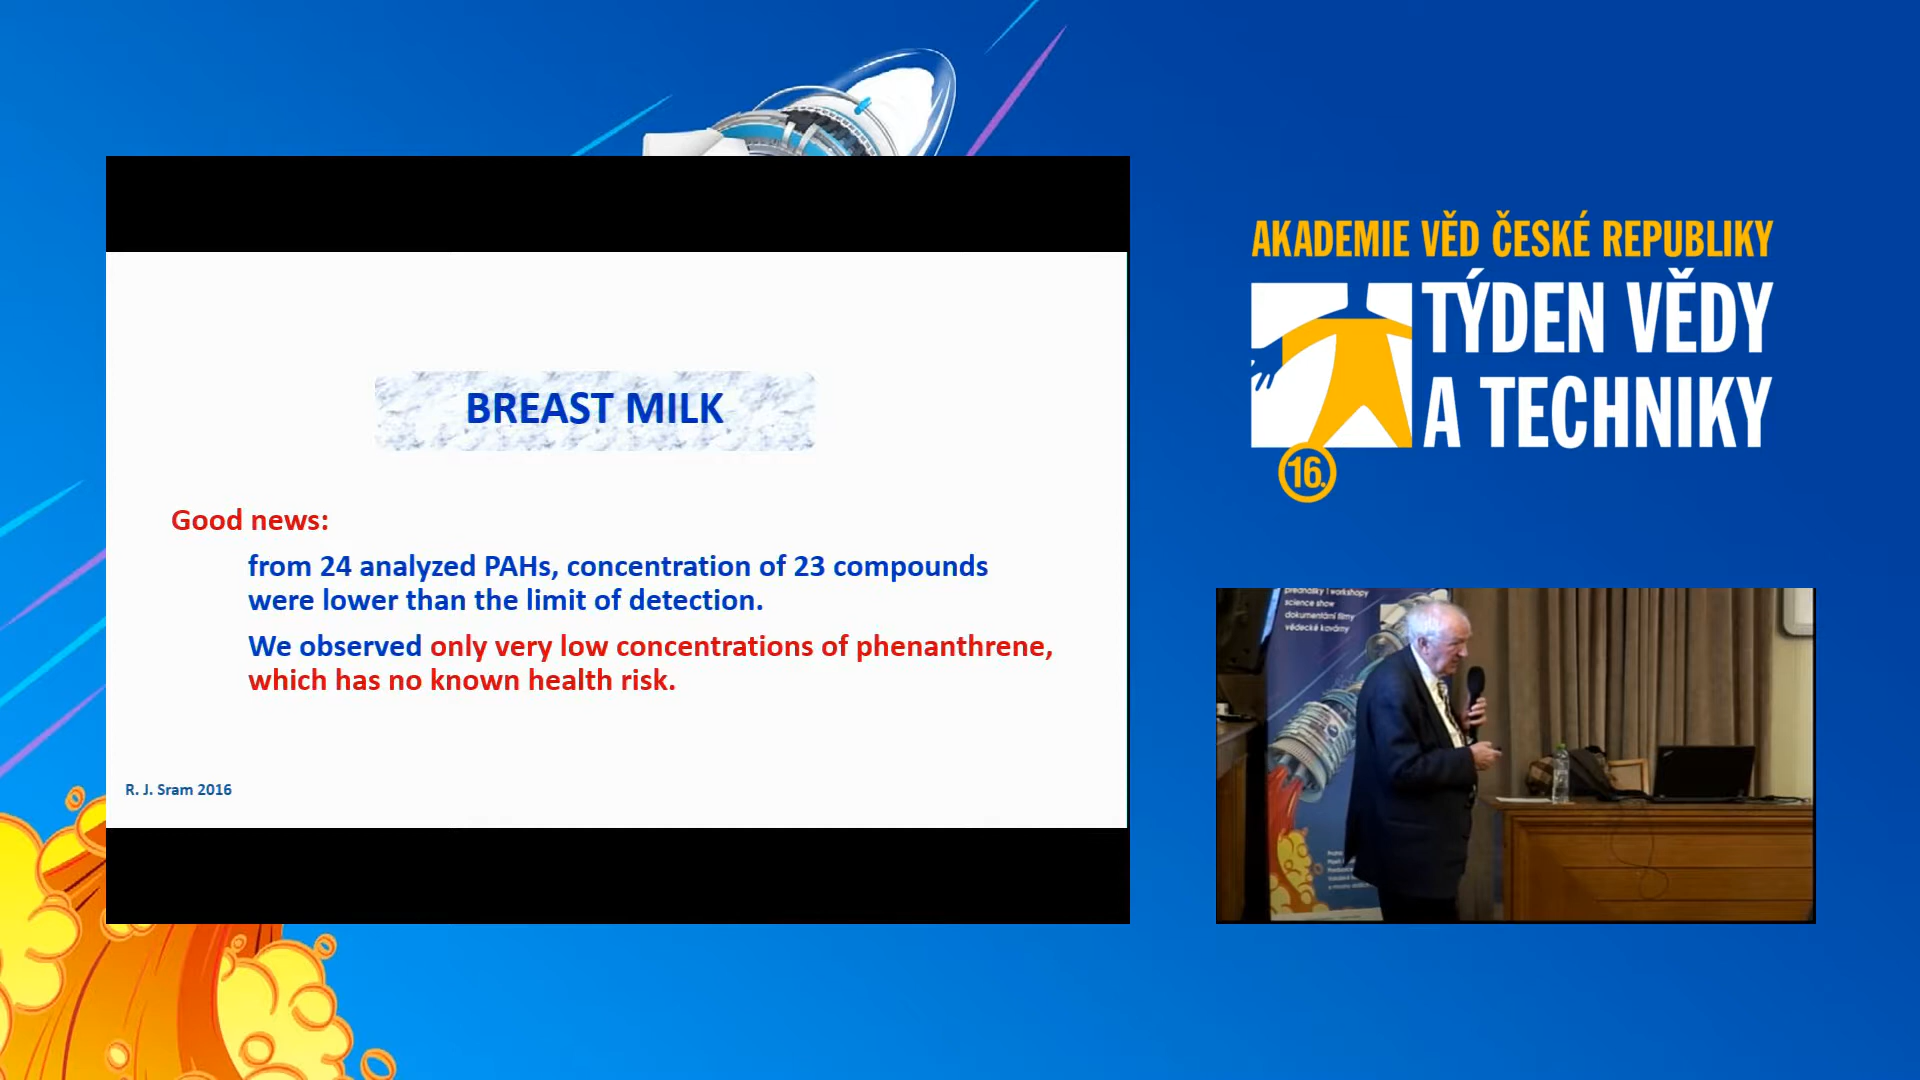 BREAST MILK
Good news:
from 24 analyzed PAHs, concentration of 23 compounds
were lower than the limit of detection.
We observed only very low concentrations of phenanthrene,
which has no known health risk.
R. J. Sram 2016
AKADEMIE VĚD ČESKÉ REPUBLIKY
TÝDEN VĚDY
A TECHNIKY
16.
přednášky i workshopy
science show
dokumentární filmy
vědecké kavárny